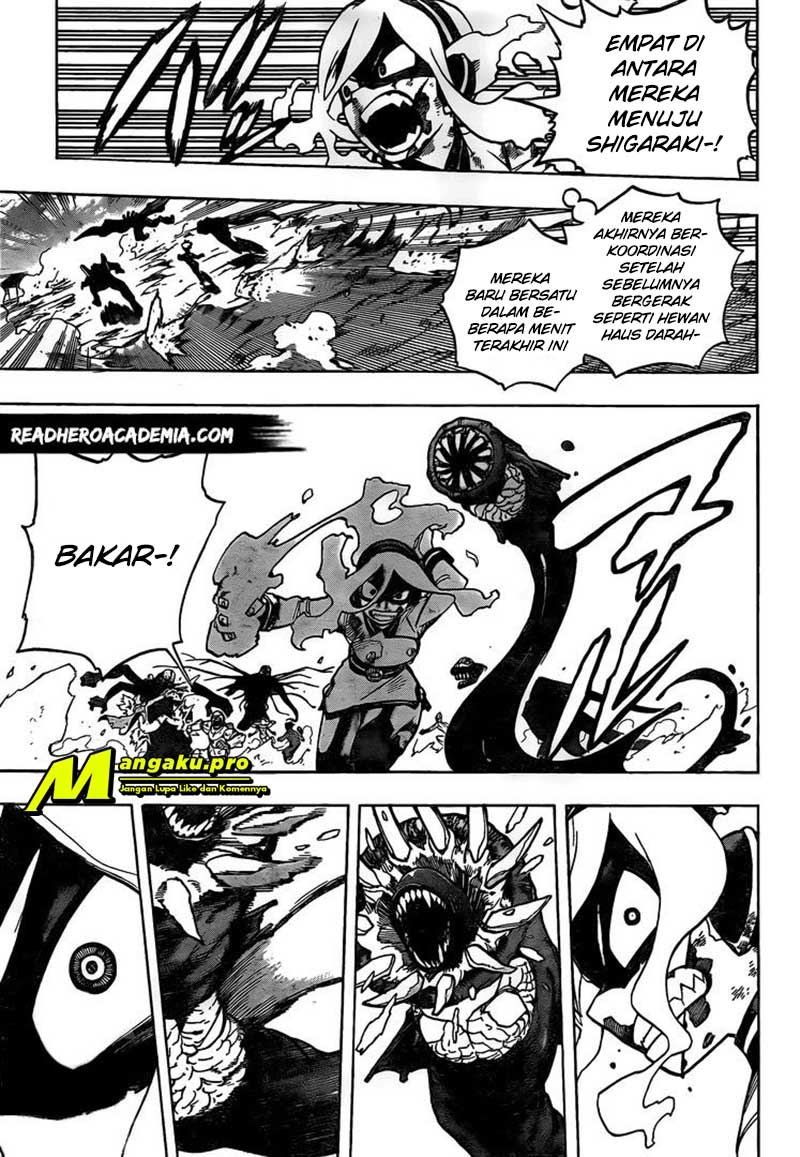 EMPAT DI
ANTARA
MEREKA
MENUJU
SHIGARAKI-!
MEREKA
AKHIRNYA BER-
KOORDINASI
SETELAH
SEBELUMNYA
BERGERAK
SEPERTI HEWAN
HAUS DARAH-
MEREKA
BARU BERSATU
DALAM BE-
BERAPA MENIT
TERAKHIR INI
READHEROACADEMIA.COM
BAKAR-!
Mangaku.pro
Jangan Lupa Like dan Komennya